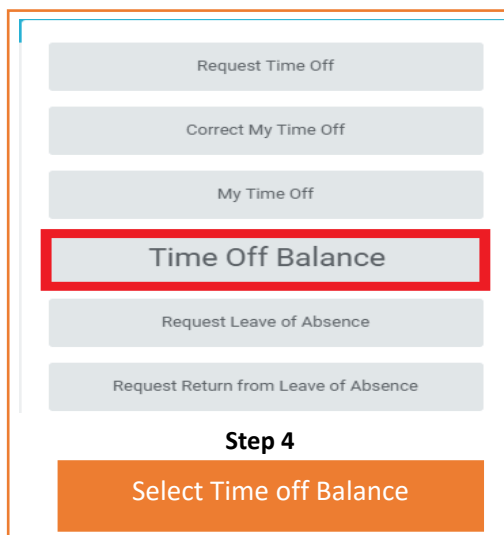 Request Time Off
Correct My Time Off
My Time Off
Time Off Balance
Request Leave of Absence
Request Return from Leave of Absence
Step 4
Select Time off Balance